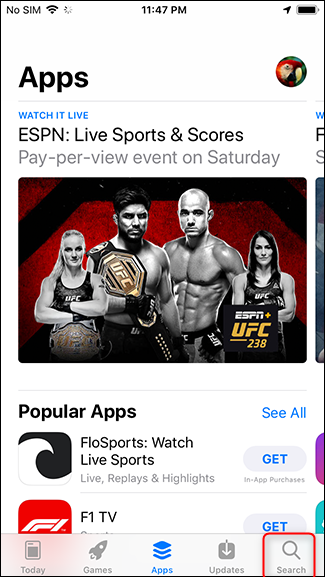 No SIM 11:47 PM
Apps
WATCH IT LIVE
ESPN: Live Sports & Scores
Pay-per-view event on Saturday
UFC
ESPN+
UFC
238
Popular Apps See All
FloSports: Watch
Live Sports
Live, Replays & Highlights
GET
In-App Purchases
F1 TV
GET
Today Games Apps Updates Search